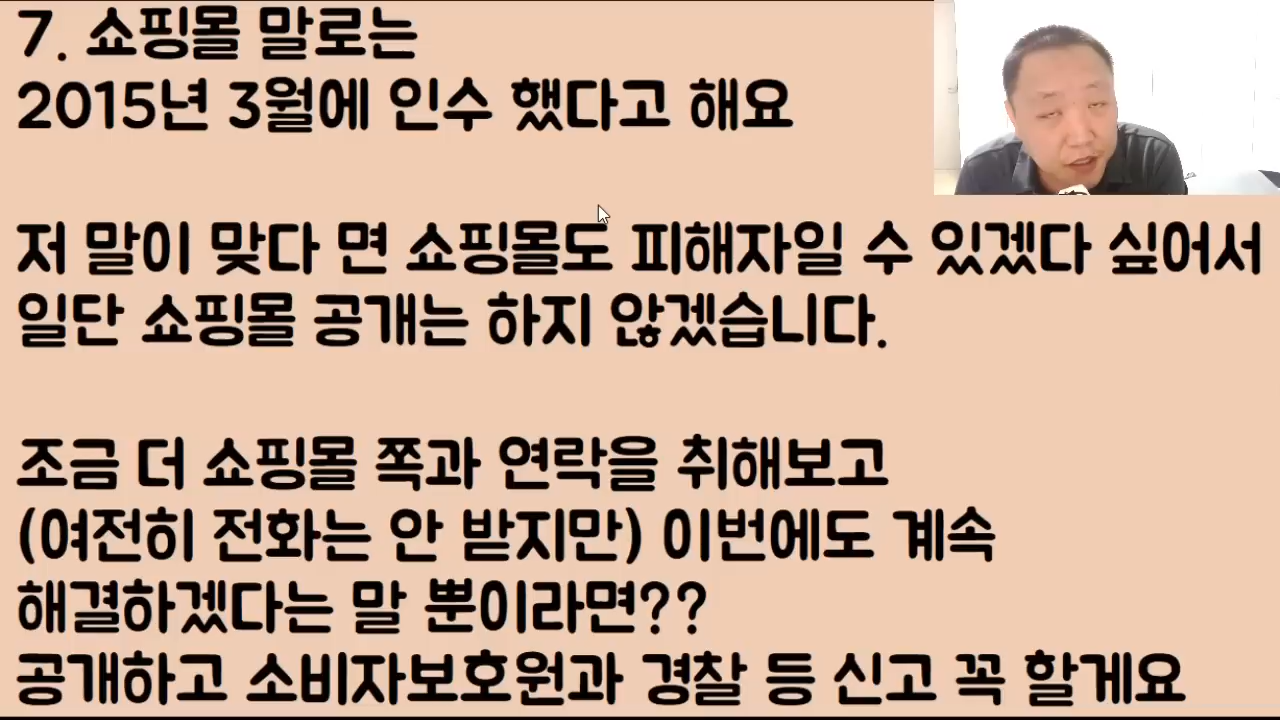 7. 쇼핑몰 말로는
2015년 3월에 인수 했다고 해요
저 말이 맞다 면 쇼핑몰도 피해자일 수 있겠다 싶어서
일단 쇼핑몰 공개는 하지 않겠습니다.
조금 더 쇼핑몰 쪽과 연락을 취해보고
(여전히 전화는 안 받지만) 이번에도 계속
해결하겠다는 말 뿐이라면??
공개하고 소비자보호원과 경찰 등 신고 꼭 할게요